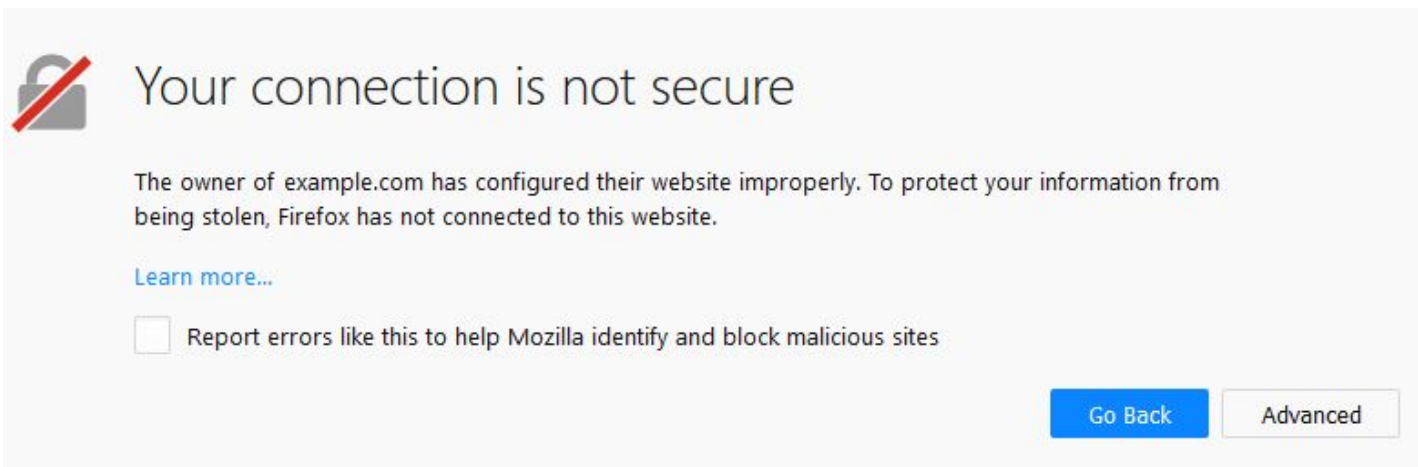 Your connection is not secure
The owner of example.com has configured their website improperly. To protect your information from
being stolen, Firefox has not connected to this website.
Learn more...
Report errors like this to help Mozilla identify and block malicious sites
Go Back
Advanced